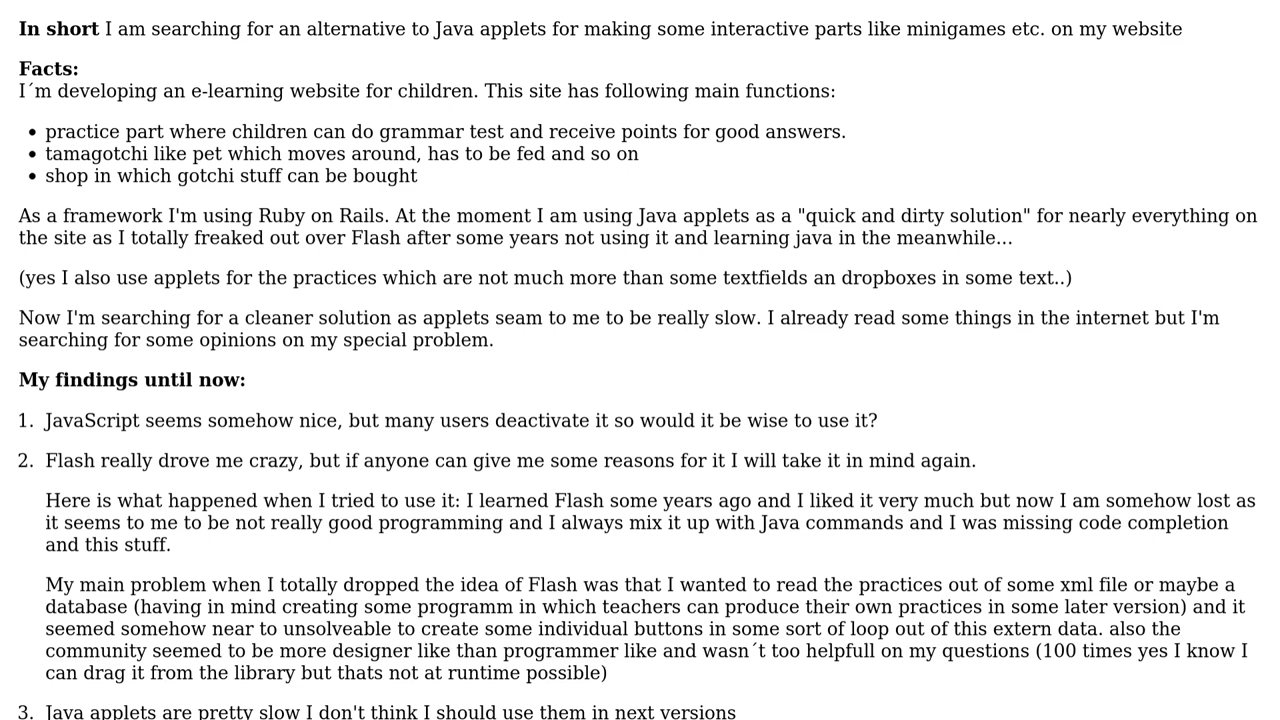 In short I am searching for an alternative to Java applets for making some interactive parts like minigames etc. on my website
Facts:
I´m developing an e-learning website for children. This site has following main functions:
• practice part where children can do grammar test and receive points for good answers.
• tamagotchi like pet which moves around, has to be fed and so on
• shop in which gotchi stuff can be bought
As a framework I'm using Ruby on Rails. At the moment I am using Java applets as a "quick and dirty solution" for nearly everything on
the site as I totally freaked out over Flash after some years not using it and learning java in the meanwhile...
(yes I also use applets for the practices which are not much more than some textfields an dropboxes in some text..)
Now I'm searching for a cleaner solution as applets seam to me to be really slow. I already read some things in the internet but I'm
searching for some opinions on my special problem.
My findings until now:
1. JavaScript seems somehow nice, but many users deactivate it so would it be wise to use it?
2. Flash really drove me crazy, but if anyone can give me some reasons for it I will take it in mind again.
Here is what happened when I tried to use it: I learned Flash some years ago and I liked it very much but now I am somehow lost as
it seems to me to be not really good programming and I always mix it up with Java commands and I was missing code completion
and this stuff.
My main problem when I totally dropped the idea of Flash was that I wanted to read the practices out of some xml file or maybe a
database (having in mind creating some programm in which teachers can produce their own practices in some later version) and it
seemed somehow near to unsolveable to create some individual buttons in some sort of loop out of this extern data. also the
community seemed to be more designer like than programmer like and wasn´t too helpfull on my questions (100 times yes I know I
can drag it from the library but thats not at runtime possible)
3. Java applets are pretty slow I don't think I should use them in next versions